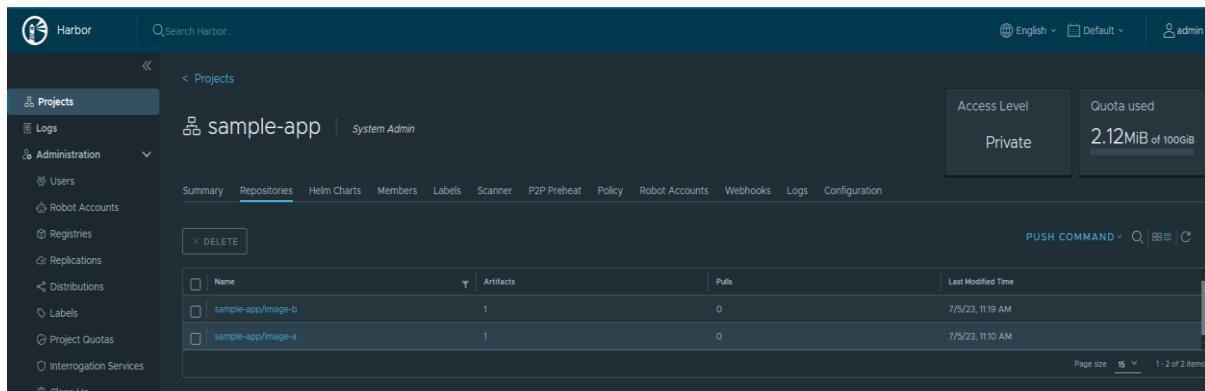 Harbor
Search Harbor...
English
Default
admin
Projects
Logs
Administration
Users
Robot Accounts
Registries
Replications
Distributions
Labels
Project Quotas
Interrogation Services
Clean Up
< Projects
sample-app
System Admin
Access Level
Private
Quota used
2.12MiB of 100GiB
Summary Repositories Helm Charts Members Labels Scanner P2P Preheat Policy Robot Accounts Webhooks Logs Configuration
× DELETE
PUSH COMMAND
Name Artifacts Pulls Last Modified Time
sample-app/image-b 1 0 7/5/23, 11:19 AM
sample-app/image-a 1 0 7/5/23, 11:10 AM
Page size 15 1 - 2 of 2 items